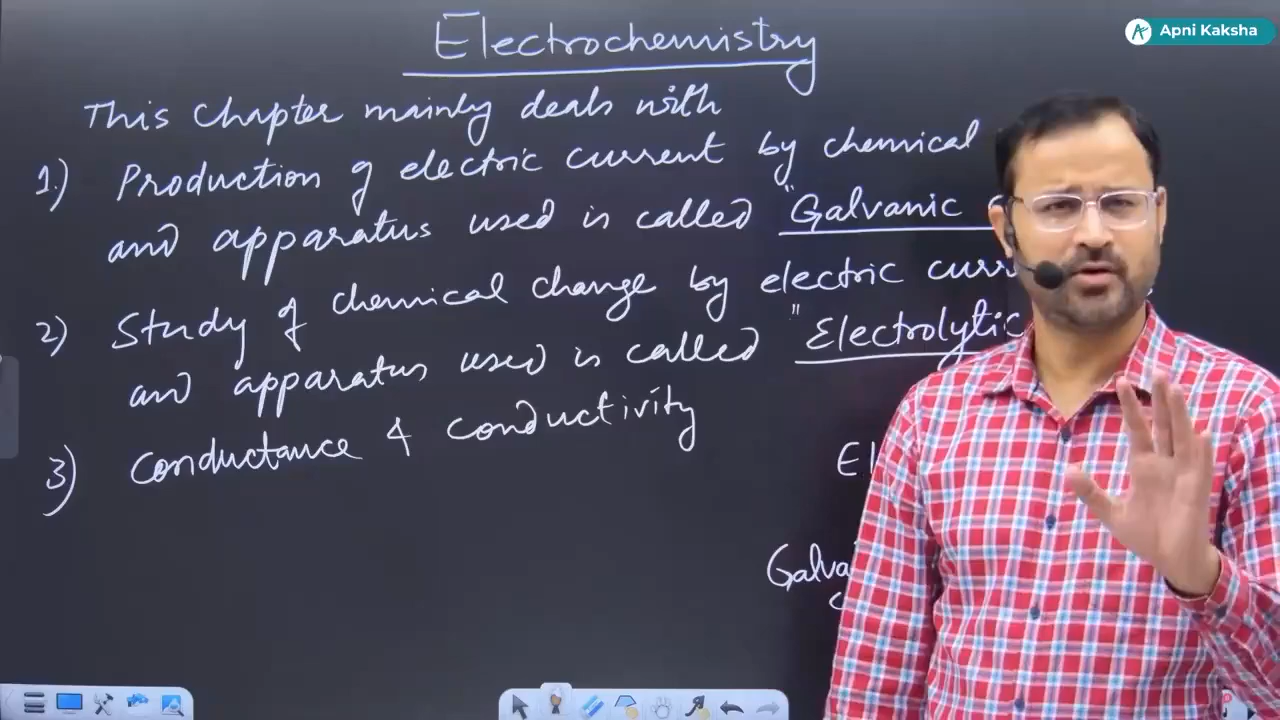 Apni Kaksha
Electrochemistry
This Chapter mainly deals with
1.) Production of electric current by chemical
and apparatus used is called "Galvanic
2) Study of chemical change by electric curr
and apparatus used is called "Electrolytic
3) Conductance & conductivity
El
Galva